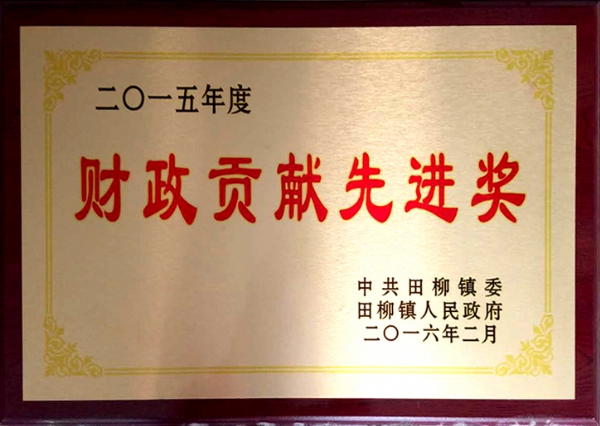 二〇一五年度
财政贡献先进奖
中共田柳镇委
田柳镇人民政府
二〇一六年二月